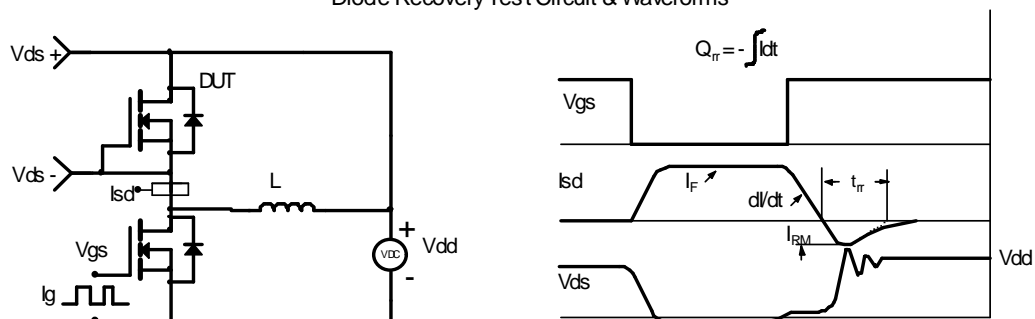 Diode Recovery Test Circuit & Waveforms
Vds +
DUT
Vds -
Isd
L
Vgs
Ig
+
VDC
-
Vdd
Qrr = - ∫Idt
Vgs
Isd
IF
dI/dt
trr
IRM
Vdd
Vds